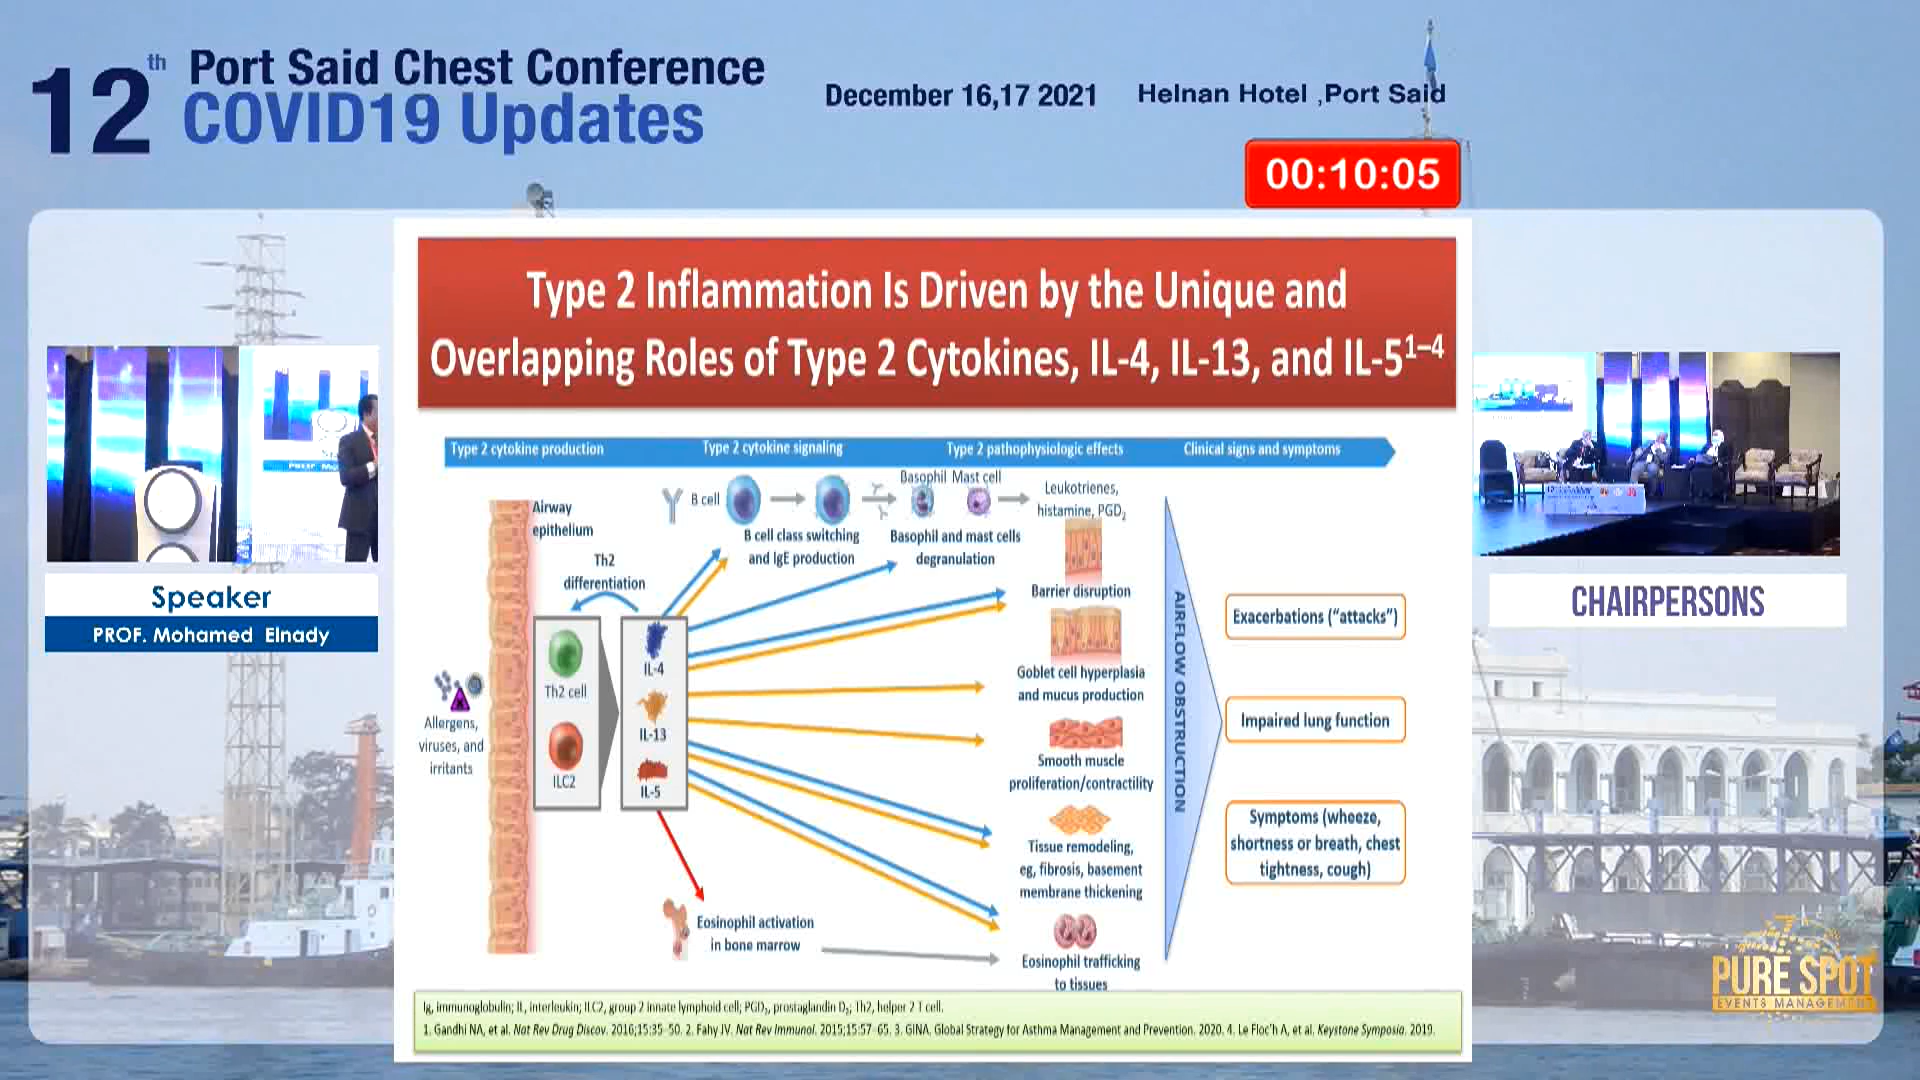 12th
Port Said Chest Conference
COVID19 Updates
December 16,17 2021
Helnan Hotel ,Port Said
00:10:05
Type 2 Inflammation Is Driven by the Unique and
Overlapping Roles of Type 2 Cytokines, IL-4, IL-13, and IL-5¹⁻⁴
Type 2 cytokine production
Type 2 cytokine signaling
Type 2 pathophysiologic effects
Clinical signs and symptoms
Airway
epithelium
Th2
differentiation
Allergens,
viruses, and
irritants
Th2 cell
ILC2
IL-4
IL-13
IL-5
B cell
B cell class switching
and IgE production
Basophil Mast cell
Basophil and mast cells
degranulation
Leukotrienes,
histamine, PGD₂
Barrier disruption
Goblet cell hyperplasia
and mucus production
Smooth muscle
proliferation/contractility
Tissue remodeling,
eg, fibrosis, basement
membrane thickening
Eosinophil activation
in bone marrow
Eosinophil trafficking
to tissues
AIRFLOW OBSTRUCTION
Exacerbations (“attacks”)
Impaired lung function
Symptoms (wheeze,
shortness or breath, chest
tightness, cough)
Ig, immunoglobulin; IL, interleukin; ILC2, group 2 innate lymphoid cell; PGD₂, prostaglandin D₂; Th2, helper 2 T cell.
1. Gandhi NA, et al. Nat Rev Drug Discov. 2016;15:35–50. 2. Fahy JV. Nat Rev Immunol. 2015;15:57–65. 3. GINA. Global Strategy for Asthma Management and Prevention. 2020. 4. Le Floc'h A, et al. Keystone Symposia. 2019.
Speaker
PROF. Mohamed Elnady
CHAIRPERSONS
PURE SPOT
EVENTS MANAGEMENT